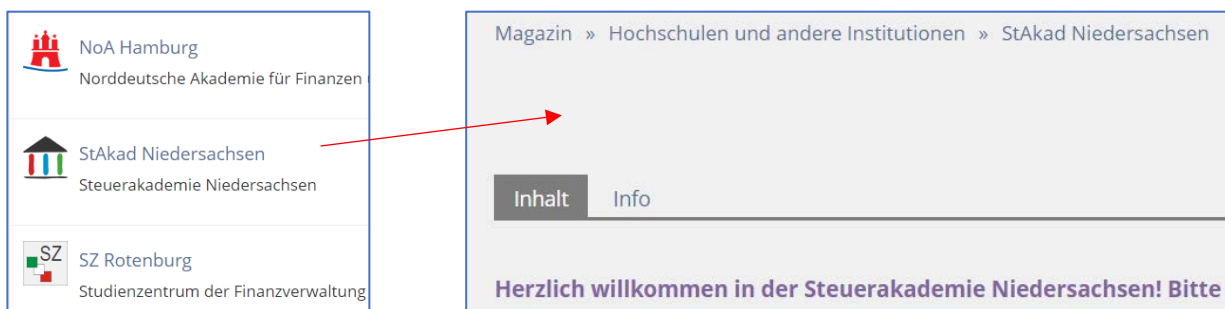 NoA Hamburg
Norddeutsche Akademie für Finanzen
StAkad Niedersachsen
Steuerakademie Niedersachsen
SZ
SZ Rotenburg
Studienzentrum der Finanzverwaltung
Magazin » Hochschulen und andere Institutionen » StAkad Niedersachsen
Inhalt Info
Herzlich willkommen in der Steuerakademie Niedersachsen! Bitte